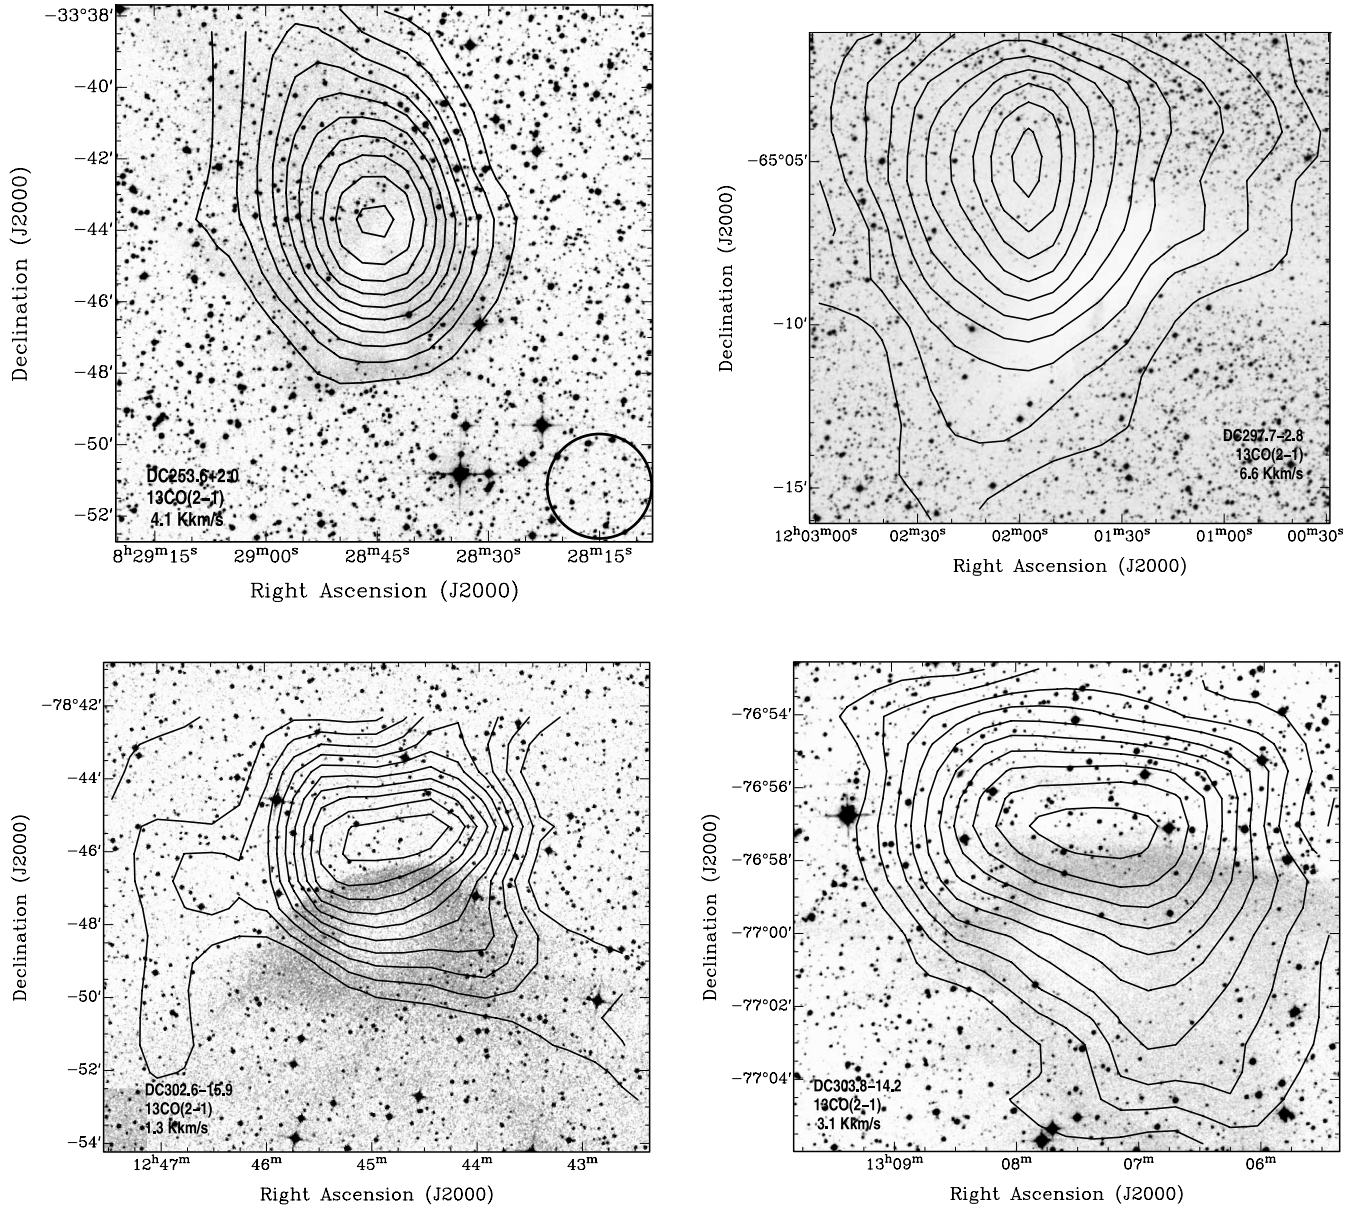 −33°38′
−40′
−42′
−44′
−46′
−48′
−50′
−52′
Declination (J2000)
DC253.6+2.0
13CO(2−1)
4.1 Kkm/s
8ʰ29ᵐ15ˢ 29ᵐ00ˢ 28ᵐ45ˢ 28ᵐ30ˢ 28ᵐ15ˢ
Right Ascension (J2000)
−65°05′
−10′
−15′
Declination (J2000)
DC297.7−2.8
13CO(2−1)
6.6 Kkm/s
12ʰ03ᵐ00ˢ 02ᵐ30ˢ 02ᵐ00ˢ 01ᵐ30ˢ 01ᵐ00ˢ 00ᵐ30ˢ
Right Ascension (J2000)
−78°42′
−44′
−46′
−48′
−50′
−52′
−54′
Declination (J2000)
DC302.6−15.9
13CO(2−1)
1.3 Kkm/s
12ʰ47ᵐ 46ᵐ 45ᵐ 44ᵐ 43ᵐ
Right Ascension (J2000)
−76°54′
−76°56′
−76°58′
−77°00′
−77°02′
−77°04′
Declination (J2000)
DC303.8−14.2
13CO(2−1)
3.1 Kkm/s
13ʰ09ᵐ 08ᵐ 07ᵐ 06ᵐ
Right Ascension (J2000)